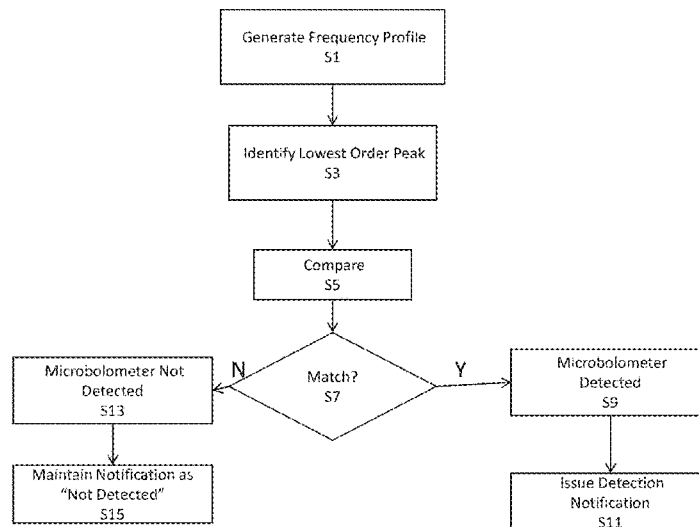 Generate Frequency Profile
S1
Identify Lowest Order Peak
S3
Compare
S5
Match?
S7
N
Y
Microbolometer Not
Detected
S13
Microbolometer
Detected
S9
Maintain Notification as
"Not Detected"
S15
Issue Detection
Notification
S11